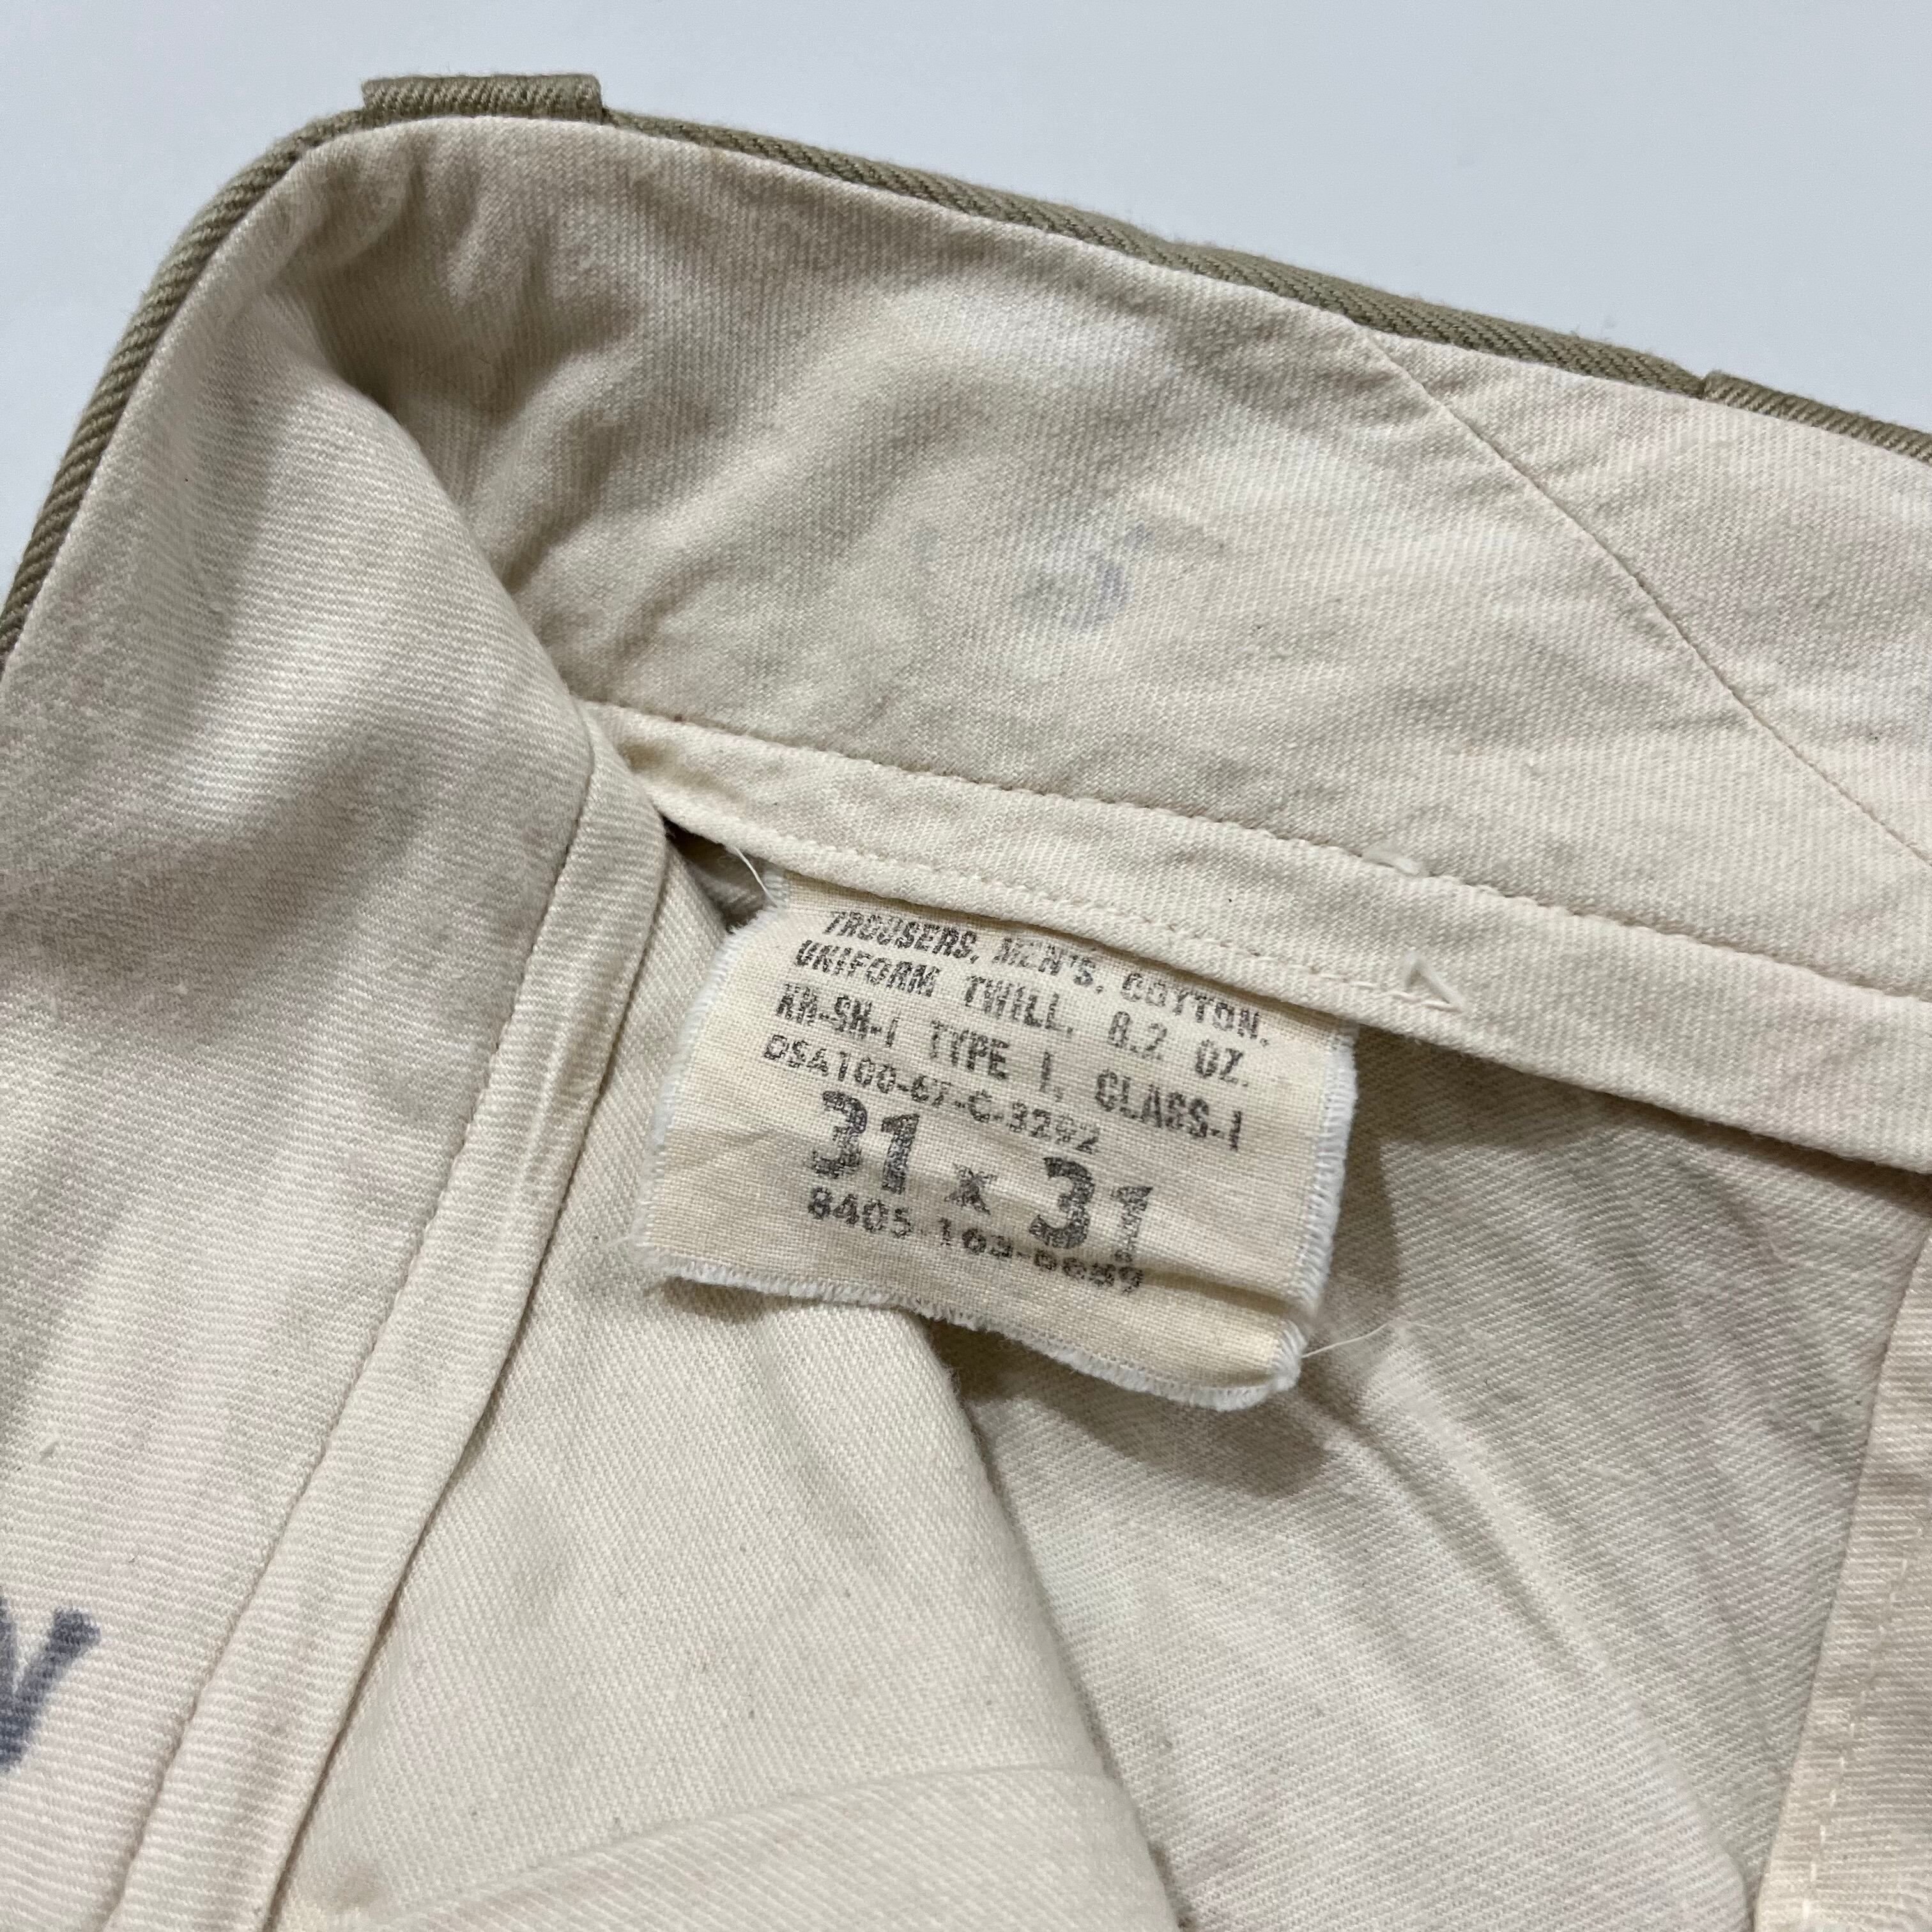 TROUSERS, MEN'S, COTTON,
UNIFORM TWILL, 8.2 OZ.
KH-SH-1 TYPE I, CLASS-1
DSA100-67-C-3292
31 x 31